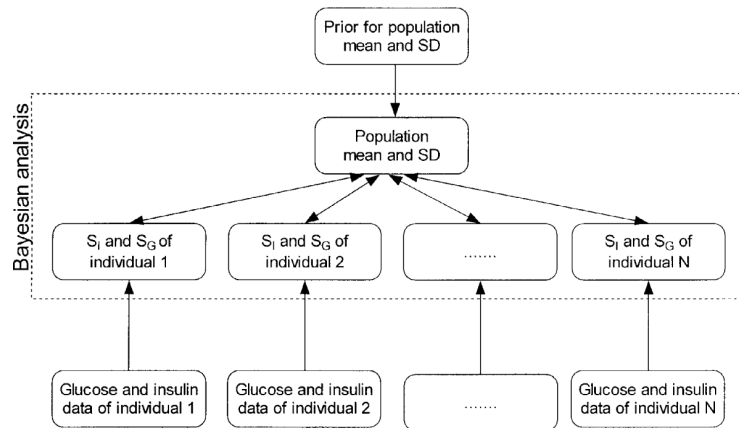 Prior for population
mean and SD
Bayesian analysis
Population
mean and SD
SI and SG of
individual 1
SI and SG of
individual 2
.......
SI and SG of
individual N
Glucose and insulin
data of individual 1
Glucose and insulin
data of individual 2
.......
Glucose and insulin
data of individual N